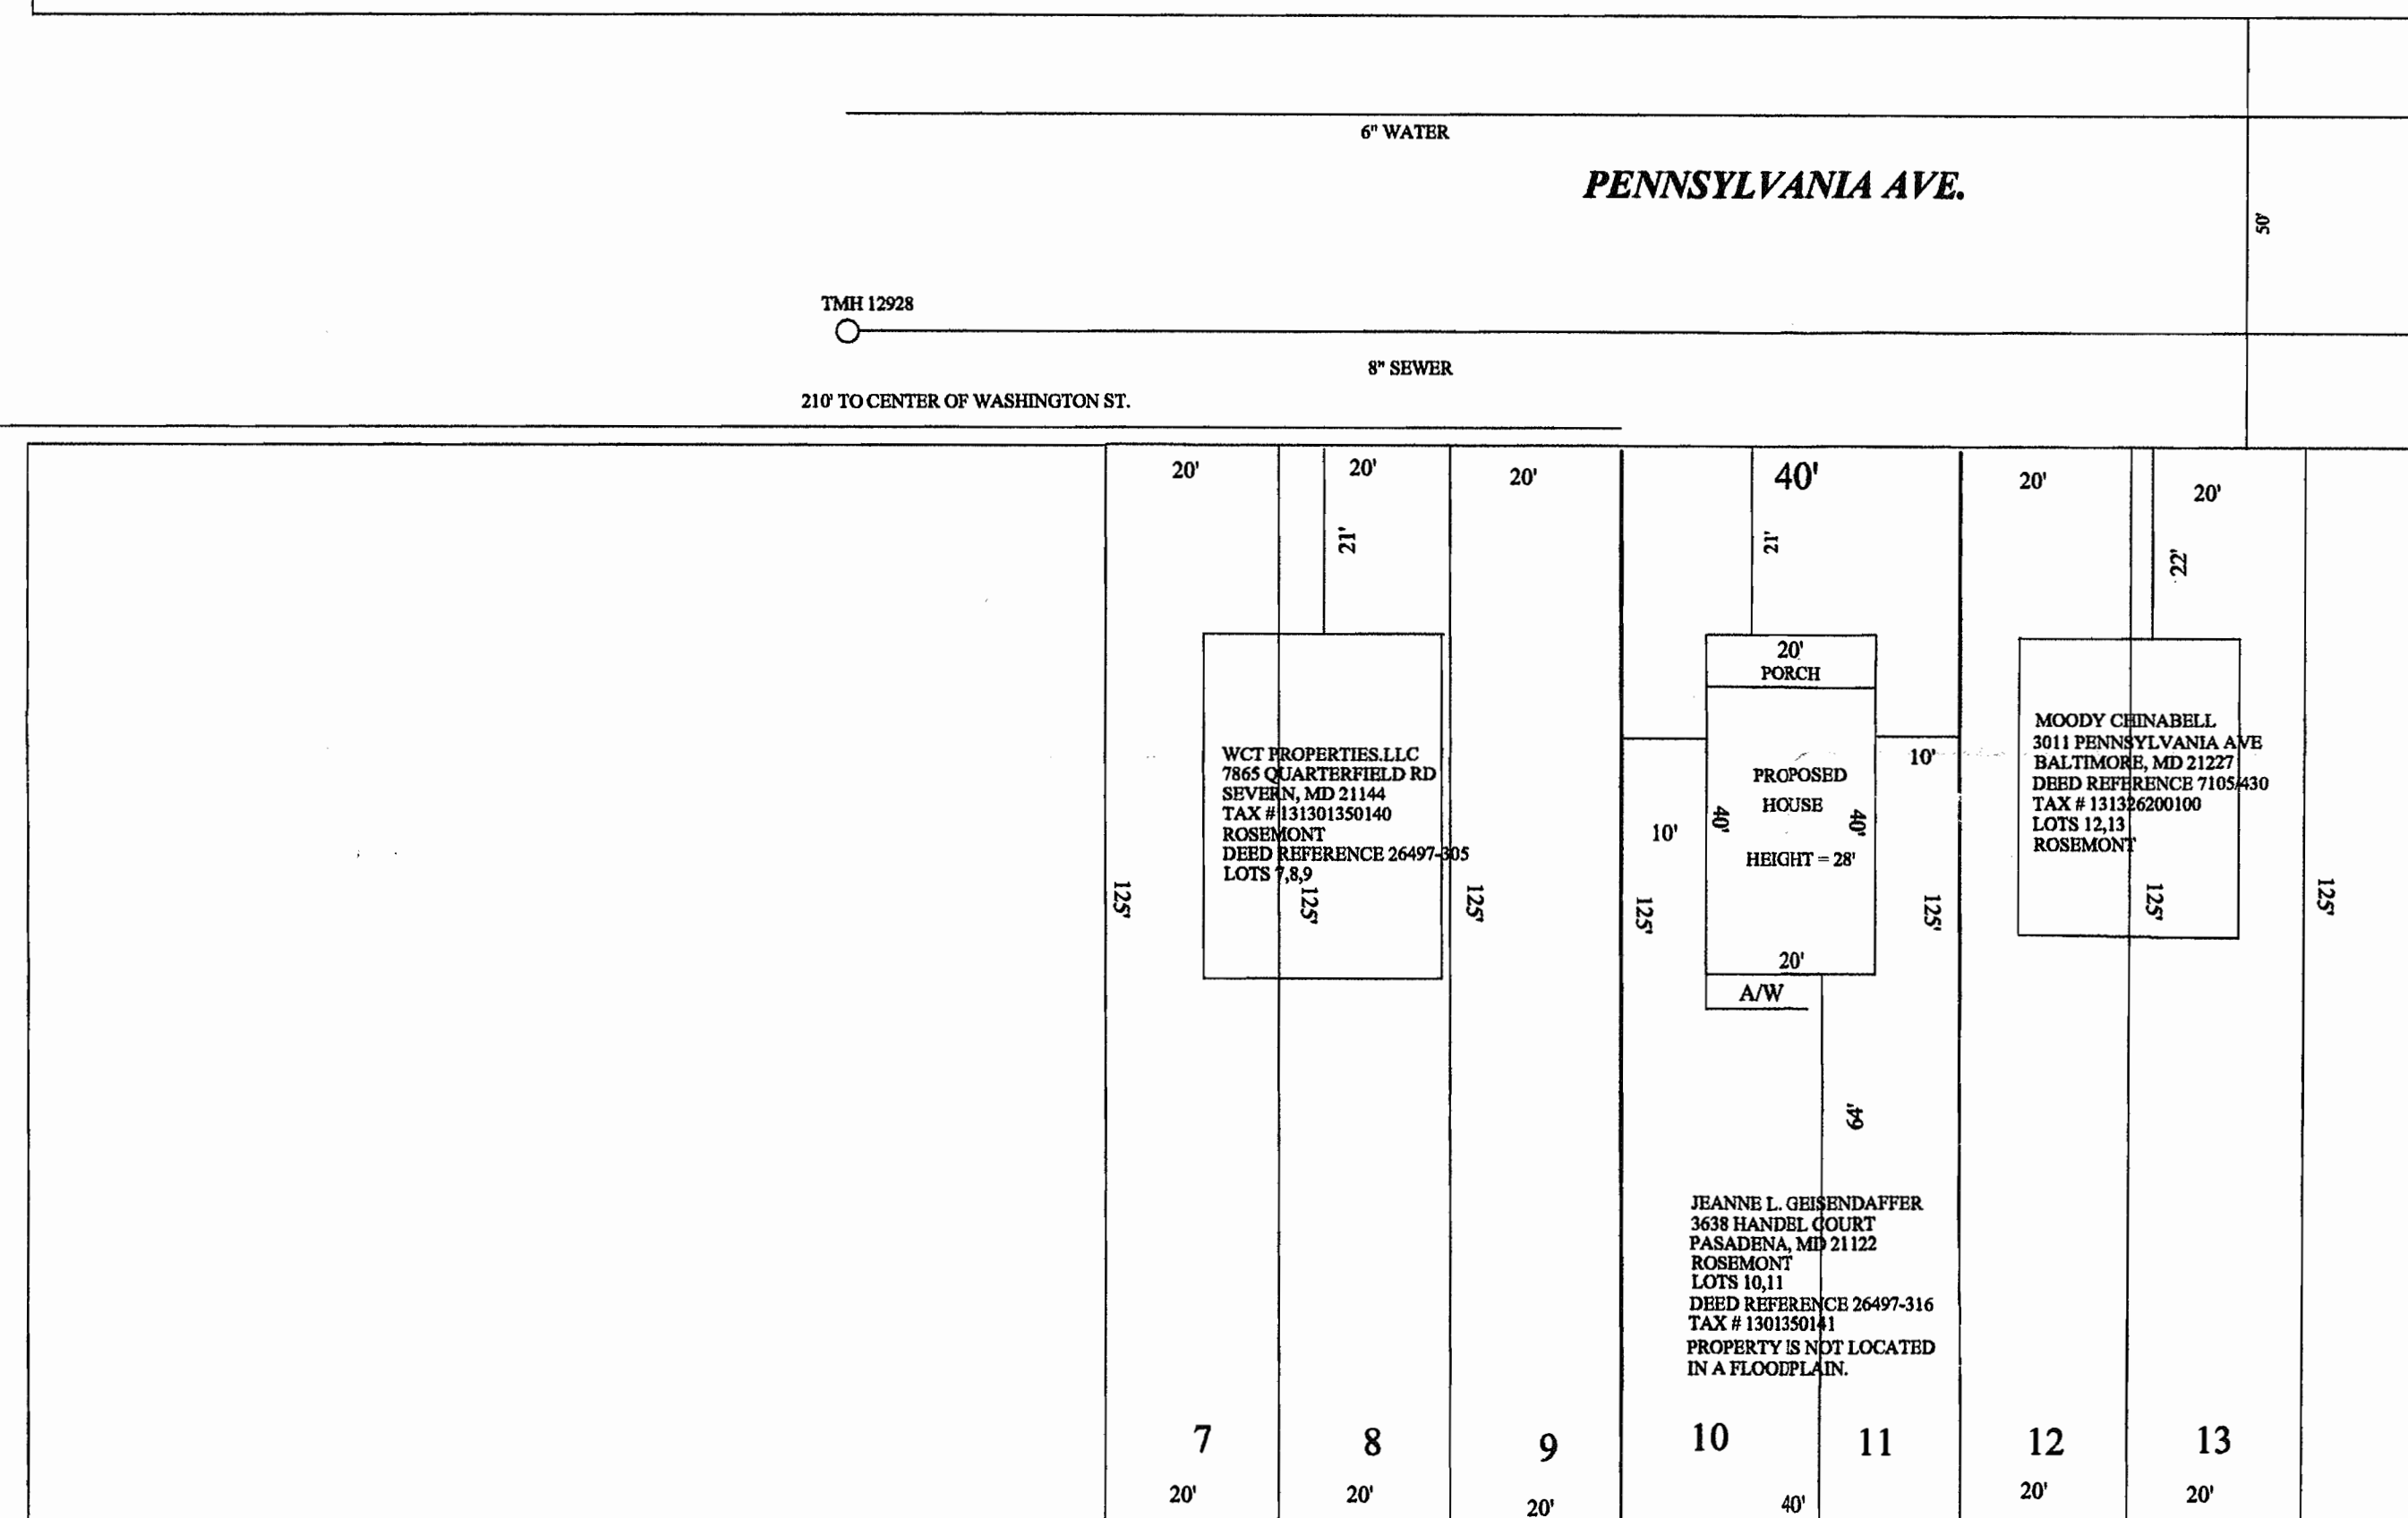 6" WATER
PENNSYLVANIA AVE.
50'
TMH 12928
8" SEWER
210' TO CENTER OF WASHINGTON ST.
20'
20'
20'
40'
20'
20'
21'
21'
22'
20'
PORCH
WCT PROPERTIES.LLC
7865 QUARTERFIELD RD
SEVERN, MD 21144
TAX # 131301350140
ROSEMONT
DEED REFERENCE 26497-305
LOTS 7,8,9
PROPOSED
HOUSE
HEIGHT = 28'
40'
40'
10'
10'
20'
A/W
MOODY CHINABELL
3011 PENNSYLVANIA AVE
BALTIMORE, MD 21227
DEED REFERENCE 7105/430
TAX # 131326200100
LOTS 12,13
ROSEMONT
125'
125'
125'
125'
125'
125'
125'
64'
JEANNE L. GEISENDAFFER
3638 HANDEL COURT
PASADENA, MD 21122
ROSEMONT
LOTS 10,11
DEED REFERENCE 26497-316
TAX # 1301350141
PROPERTY IS NOT LOCATED
IN A FLOODPLAIN.
7
8
9
10
11
12
13
20'
20'
20'
40'
20'
20'